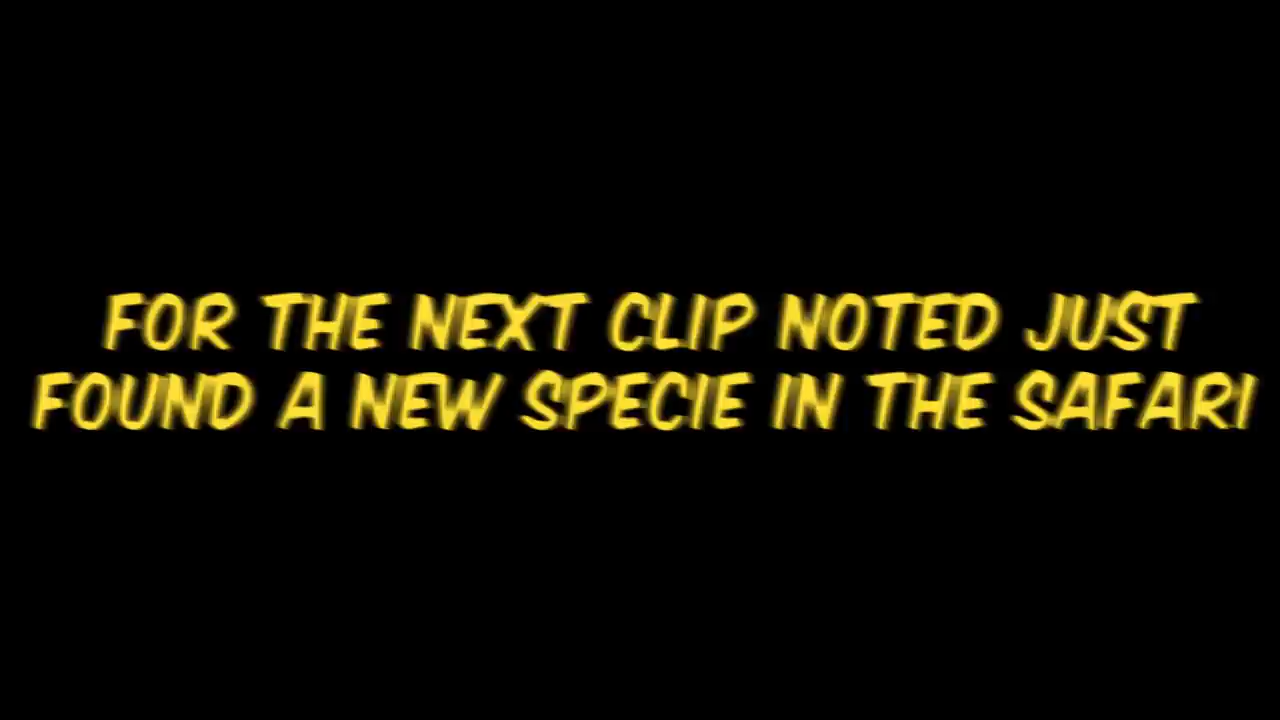 FOR THE NEXT CLIP NOTED JUST
FOUND A NEW SPECIE IN THE SAFARI